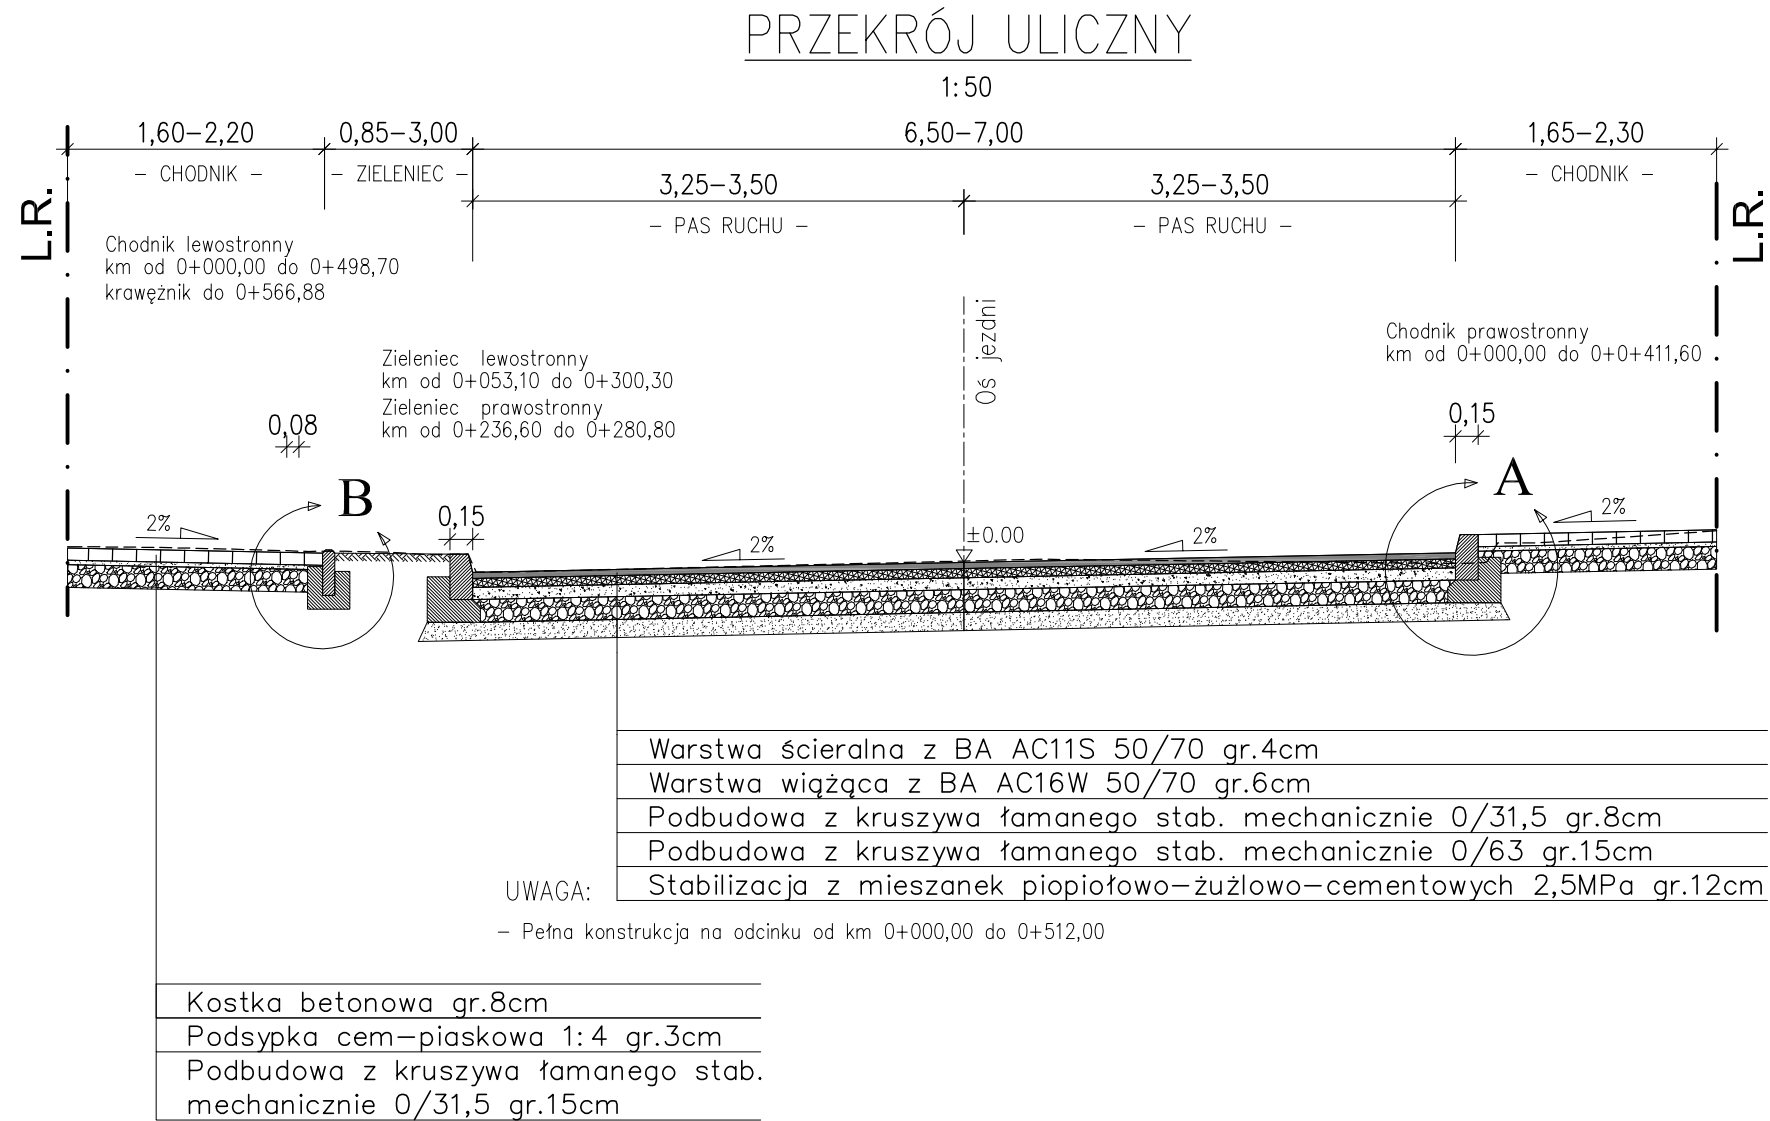 PRZEKRÓJ ULICZNY
1:50
1,60-2,20 0,85-3,00 6,50-7,00 1,65-2,30
- CHODNIK - - ZIELENIEC - - CHODNIK -
3,25-3,50 3,25-3,50
- PAS RUCHU - - PAS RUCHU -
L.R.
L.R.
Chodnik lewostronny
km od 0+000,00 do 0+498,70
krawężnik do 0+566,88
Oś jezdni
Chodnik prawostronny
km od 0+000,00 do 0+0+411,60
Zieleniec lewostronny
km od 0+053,10 do 0+300,30
Zieleniec prawostronny
km od 0+236,60 do 0+280,80
0,08
0,15
B
A
2% 0,15 2% ±0.00 2% 2%
Warstwa ścieralna z BA AC11S 50/70 gr.4cm
Warstwa wiążąca z BA AC16W 50/70 gr.6cm
Podbudowa z kruszywa łamanego stab. mechanicznie 0/31,5 gr.8cm
Podbudowa z kruszywa łamanego stab. mechanicznie 0/63 gr.15cm
Stabilizacja z mieszanek piopiołowo-żużlowo-cementowych 2,5MPa gr.12cm
UWAGA:
- Pełna konstrukcja na odcinku od km 0+000,00 do 0+512,00
Kostka betonowa gr.8cm
Podsypka cem-piaskowa 1:4 gr.3cm
Podbudowa z kruszywa łamanego stab.
mechanicznie 0/31,5 gr.15cm